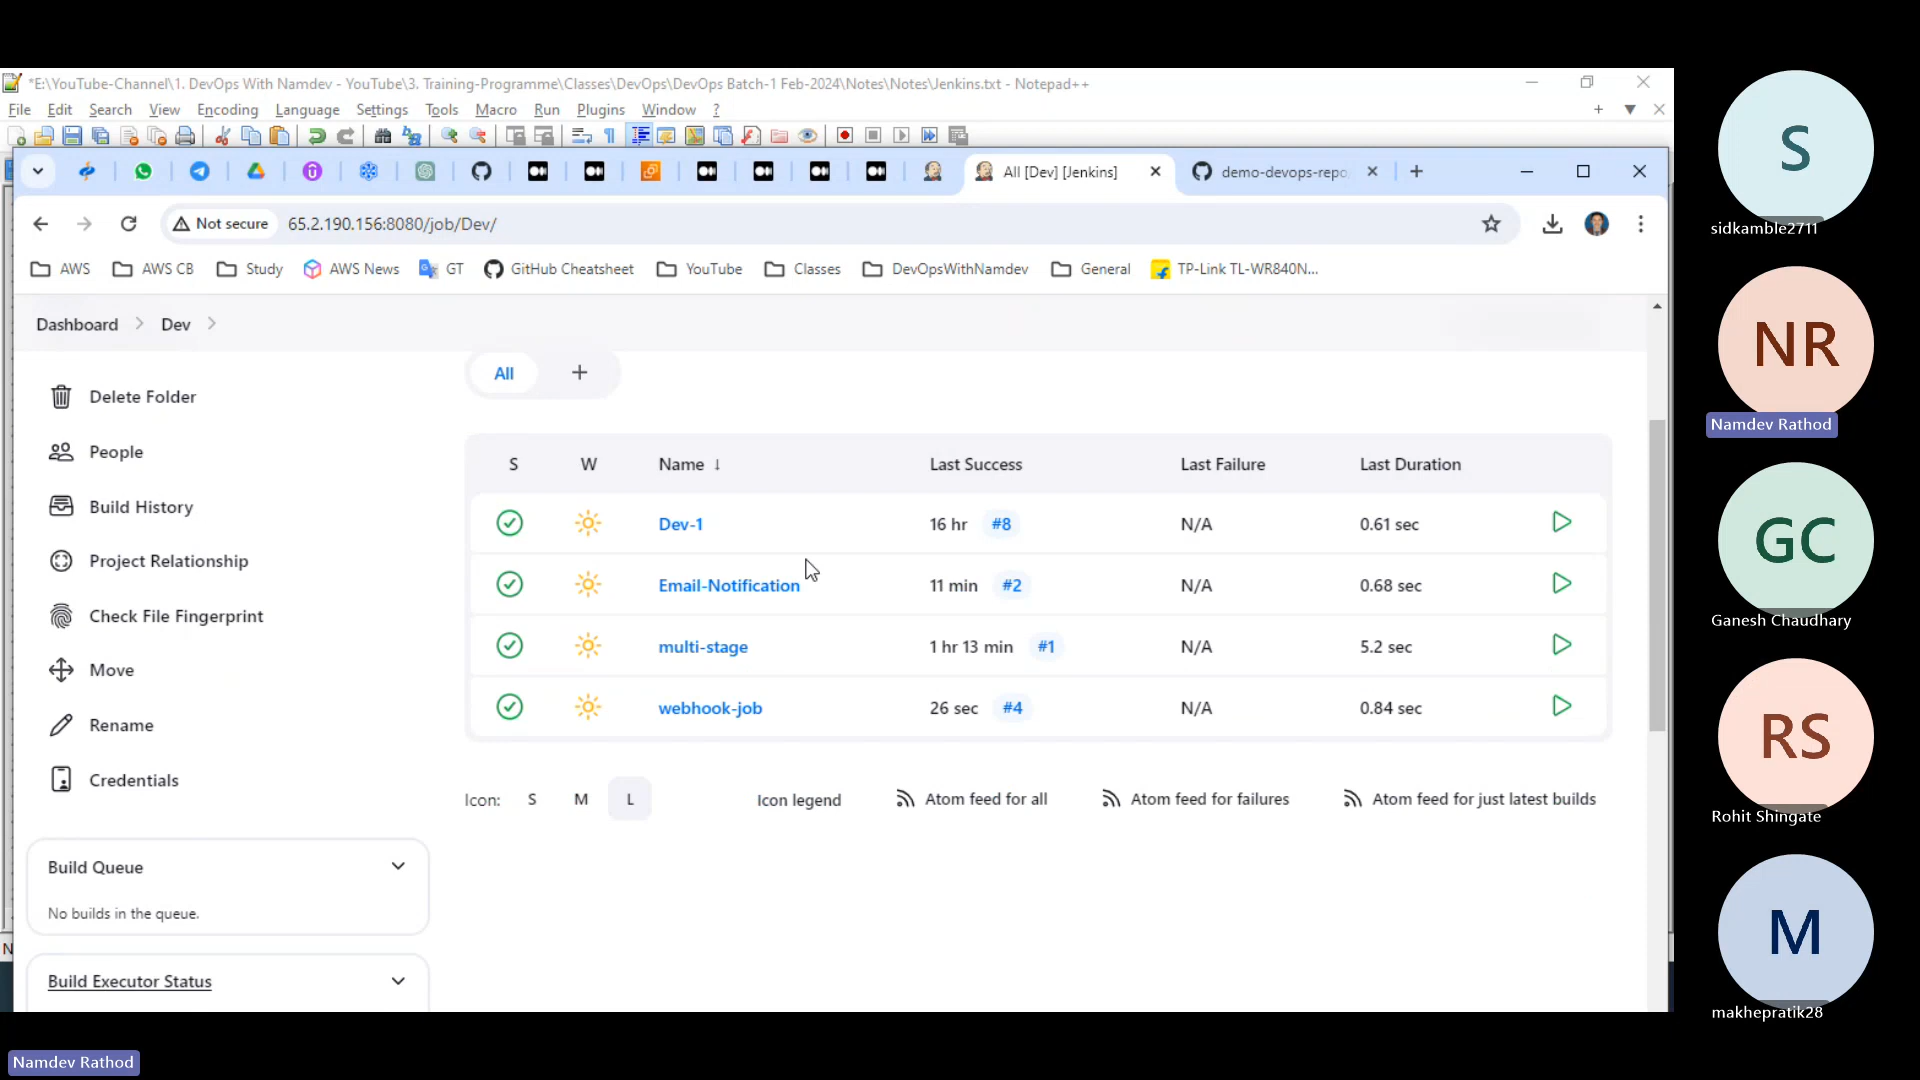 *E:\YouTube-Channel\1. DevOps With Namdev - YouTube\3. Training-Programme\Classes\DevOps\DevOps Batch-1 Feb-2024\Notes\Notes\Jenkins.txt - Notepad++
File Edit Search View Encoding Language Settings Tools Macro Run Plugins Window ?
All [Dev] [Jenkins] demo-devops-repo
Not secure 65.2.190.156:8080/job/Dev/
AWS AWS CB Study AWS News GT GitHub Cheatsheet YouTube Classes DevOpsWithNamdev General TP-Link TL-WR840N...
Dashboard Dev
Delete Folder
People
Build History
Project Relationship
Check File Fingerprint
Move
Rename
Credentials
Build Queue
No builds in the queue.
Build Executor Status
All +
S W Name ↓ Last Success Last Failure Last Duration
Dev-1 16 hr #8 N/A 0.61 sec
Email-Notification 11 min #2 N/A 0.68 sec
multi-stage 1 hr 13 min #1 N/A 5.2 sec
webhook-job 26 sec #4 N/A 0.84 sec
Icon: S M L Icon legend Atom feed for all Atom feed for failures Atom feed for just latest builds
S
sidkamble2711
NR
Namdev Rathod
GC
Ganesh Chaudhary
RS
Rohit Shingate
M
makhepratik28
Namdev Rathod